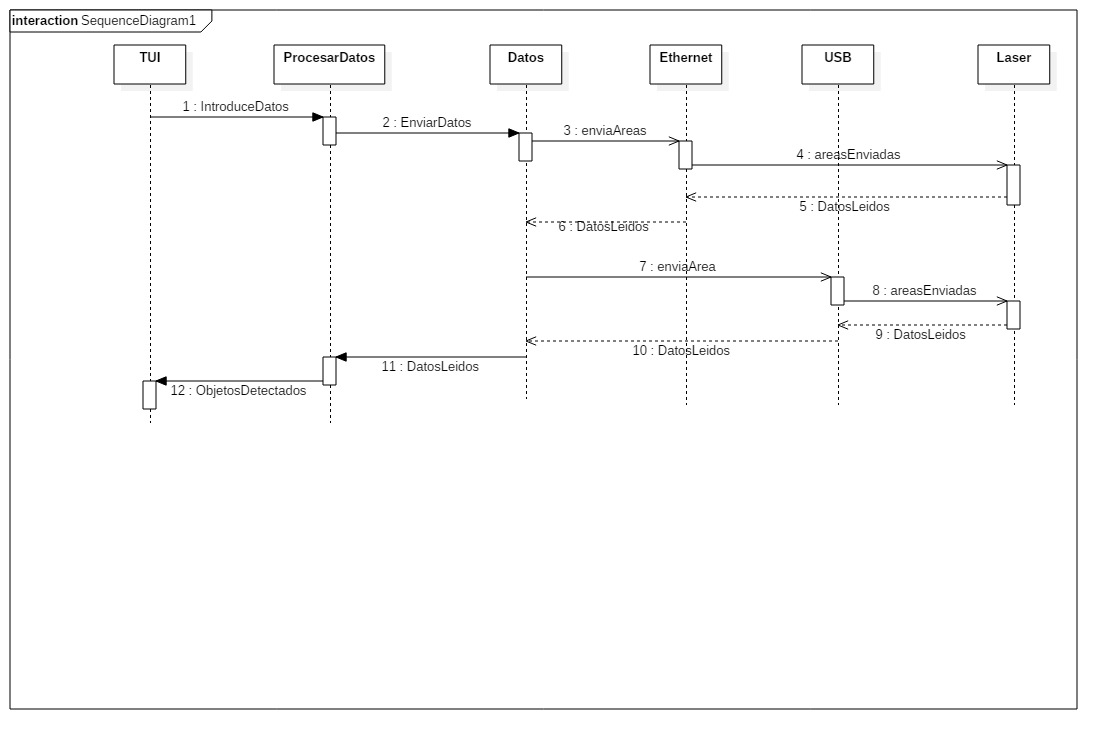 interaction SequenceDiagram1
TUI
ProcesarDatos
Datos
Ethernet
USB
Laser
1 : IntroduceDatos
2 : EnviarDatos
3 : enviaAreas
4 : areasEnviadas
5 : DatosLeidos
6 : DatosLeidos
7 : enviaArea
8 : areasEnviadas
9 : DatosLeidos
10 : DatosLeidos
11 : DatosLeidos
12 : ObjetosDetectados